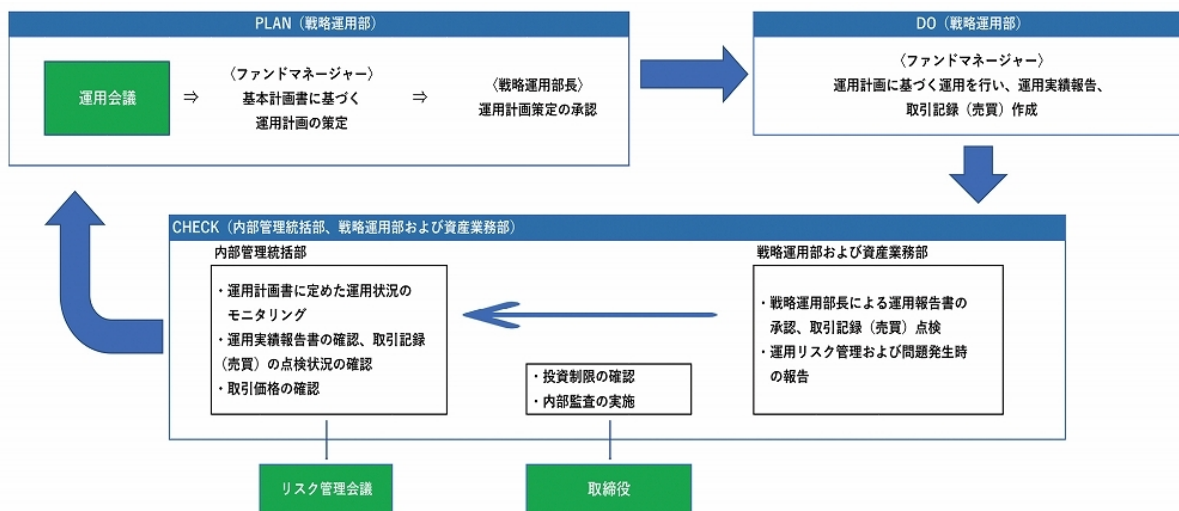 PLAN（戦略運用部）
運用会議
⇒
〈ファンドマネージャー〉
基本計画書に基づく
運用計画の策定
⇒
〈戦略運用部長〉
運用計画策定の承認
DO（戦略運用部）
〈ファンドマネージャー〉
運用計画に基づく運用を行い、運用実績報告、
取引記録（売買）作成
CHECK（内部管理統括部、戦略運用部および資産業務部）
内部管理統括部
・運用計画書に定めた運用状況の
モニタリング
・運用実績報告書の確認、取引記録
（売買）の点検状況の確認
・取引価格の確認
・投資制限の確認
・内部監査の実施
戦略運用部および資産業務部
・戦略運用部長による運用報告書の
承認、取引記録（売買）点検
・運用リスク管理および問題発生時
の報告
リスク管理会議
取締役